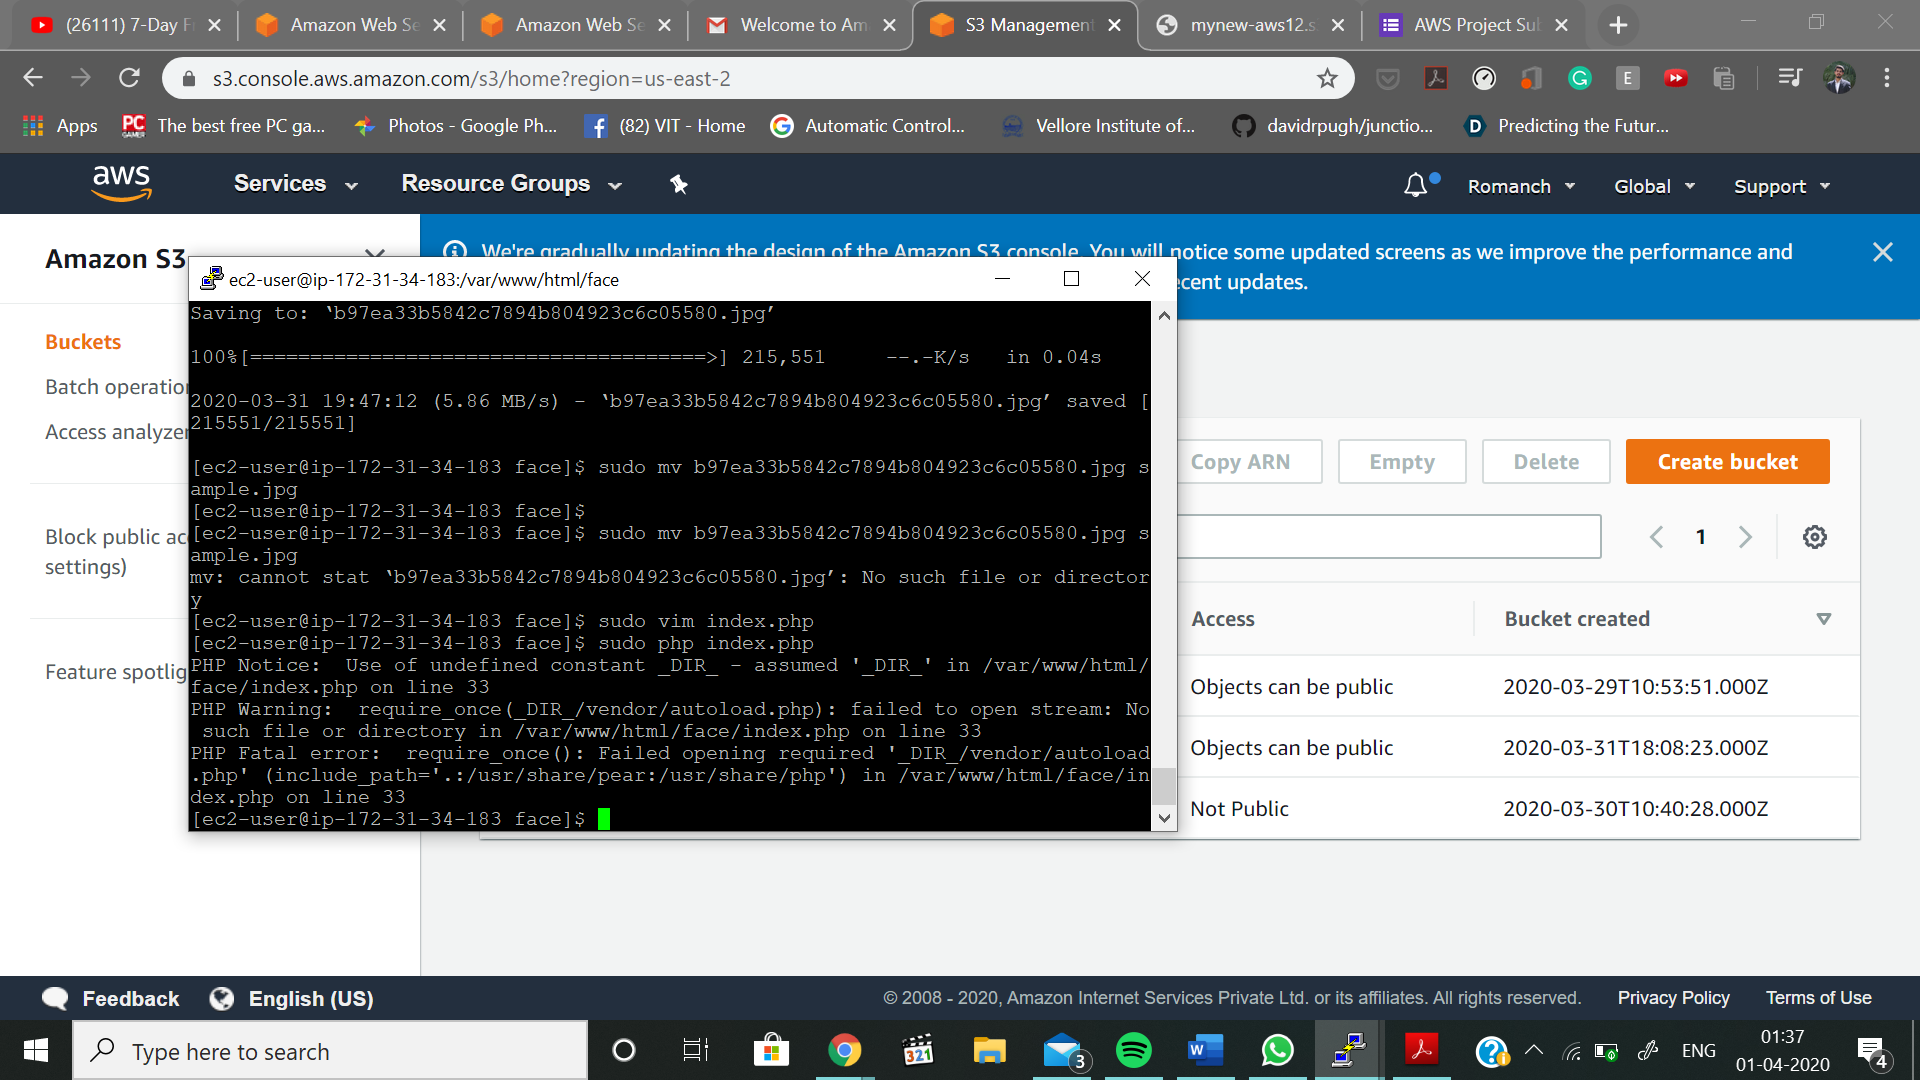 (26111) 7-Day F
Amazon Web Se
Amazon Web Se
Welcome to Am
S3 Management
mynew-aws12.s
AWS Project Sub
s3.console.aws.amazon.com/s3/home?region=us-east-2
Apps
The best free PC ga...
Photos - Google Ph...
(82) VIT - Home
Automatic Control...
Vellore Institute of...
davidrpugh/junctio...
Predicting the Futur...
aws
Services
Resource Groups
Romanch
Global
Support
Amazon S3
We're gradually updating the design of the Amazon S3 console. You will notice some updated screens as we improve the performance and
ecent updates.
Buckets
Batch operation
Access analyzer
Block public ac
settings)
Feature spotlig
ec2-user@ip-172-31-34-183:/var/www/html/face
Saving to: ‘b97ea33b5842c7894b804923c6c05580.jpg’
100%[======================================>] 215,551     --.-K/s   in 0.04s
2020-03-31 19:47:12 (5.86 MB/s) - ‘b97ea33b5842c7894b804923c6c05580.jpg’ saved [
215551/215551]
[ec2-user@ip-172-31-34-183 face]$ sudo mv b97ea33b5842c7894b804923c6c05580.jpg s
ample.jpg
[ec2-user@ip-172-31-34-183 face]$
[ec2-user@ip-172-31-34-183 face]$ sudo mv b97ea33b5842c7894b804923c6c05580.jpg s
ample.jpg
mv: cannot stat ‘b97ea33b5842c7894b804923c6c05580.jpg’: No such file or director
y
[ec2-user@ip-172-31-34-183 face]$ sudo vim index.php
[ec2-user@ip-172-31-34-183 face]$ sudo php index.php
PHP Notice:  Use of undefined constant _DIR_ - assumed '_DIR_' in /var/www/html/
face/index.php on line 33
PHP Warning:  require_once(_DIR_/vendor/autoload.php): failed to open stream: No
 such file or directory in /var/www/html/face/index.php on line 33
PHP Fatal error:  require_once(): Failed opening required '_DIR_/vendor/autoload
.php' (include_path='.:/usr/share/pear:/usr/share/php') in /var/www/html/face/in
dex.php on line 33
[ec2-user@ip-172-31-34-183 face]$
Copy ARN
Empty
Delete
Create bucket
1
Access
Bucket created
Objects can be public
2020-03-29T10:53:51.000Z
Objects can be public
2020-03-31T18:08:23.000Z
Not Public
2020-03-30T10:40:28.000Z
Feedback
English (US)
© 2008 - 2020, Amazon Internet Services Private Ltd. or its affiliates. All rights reserved.
Privacy Policy
Terms of Use
Type here to search
321
3
ENG
01:37
01-04-2020
4